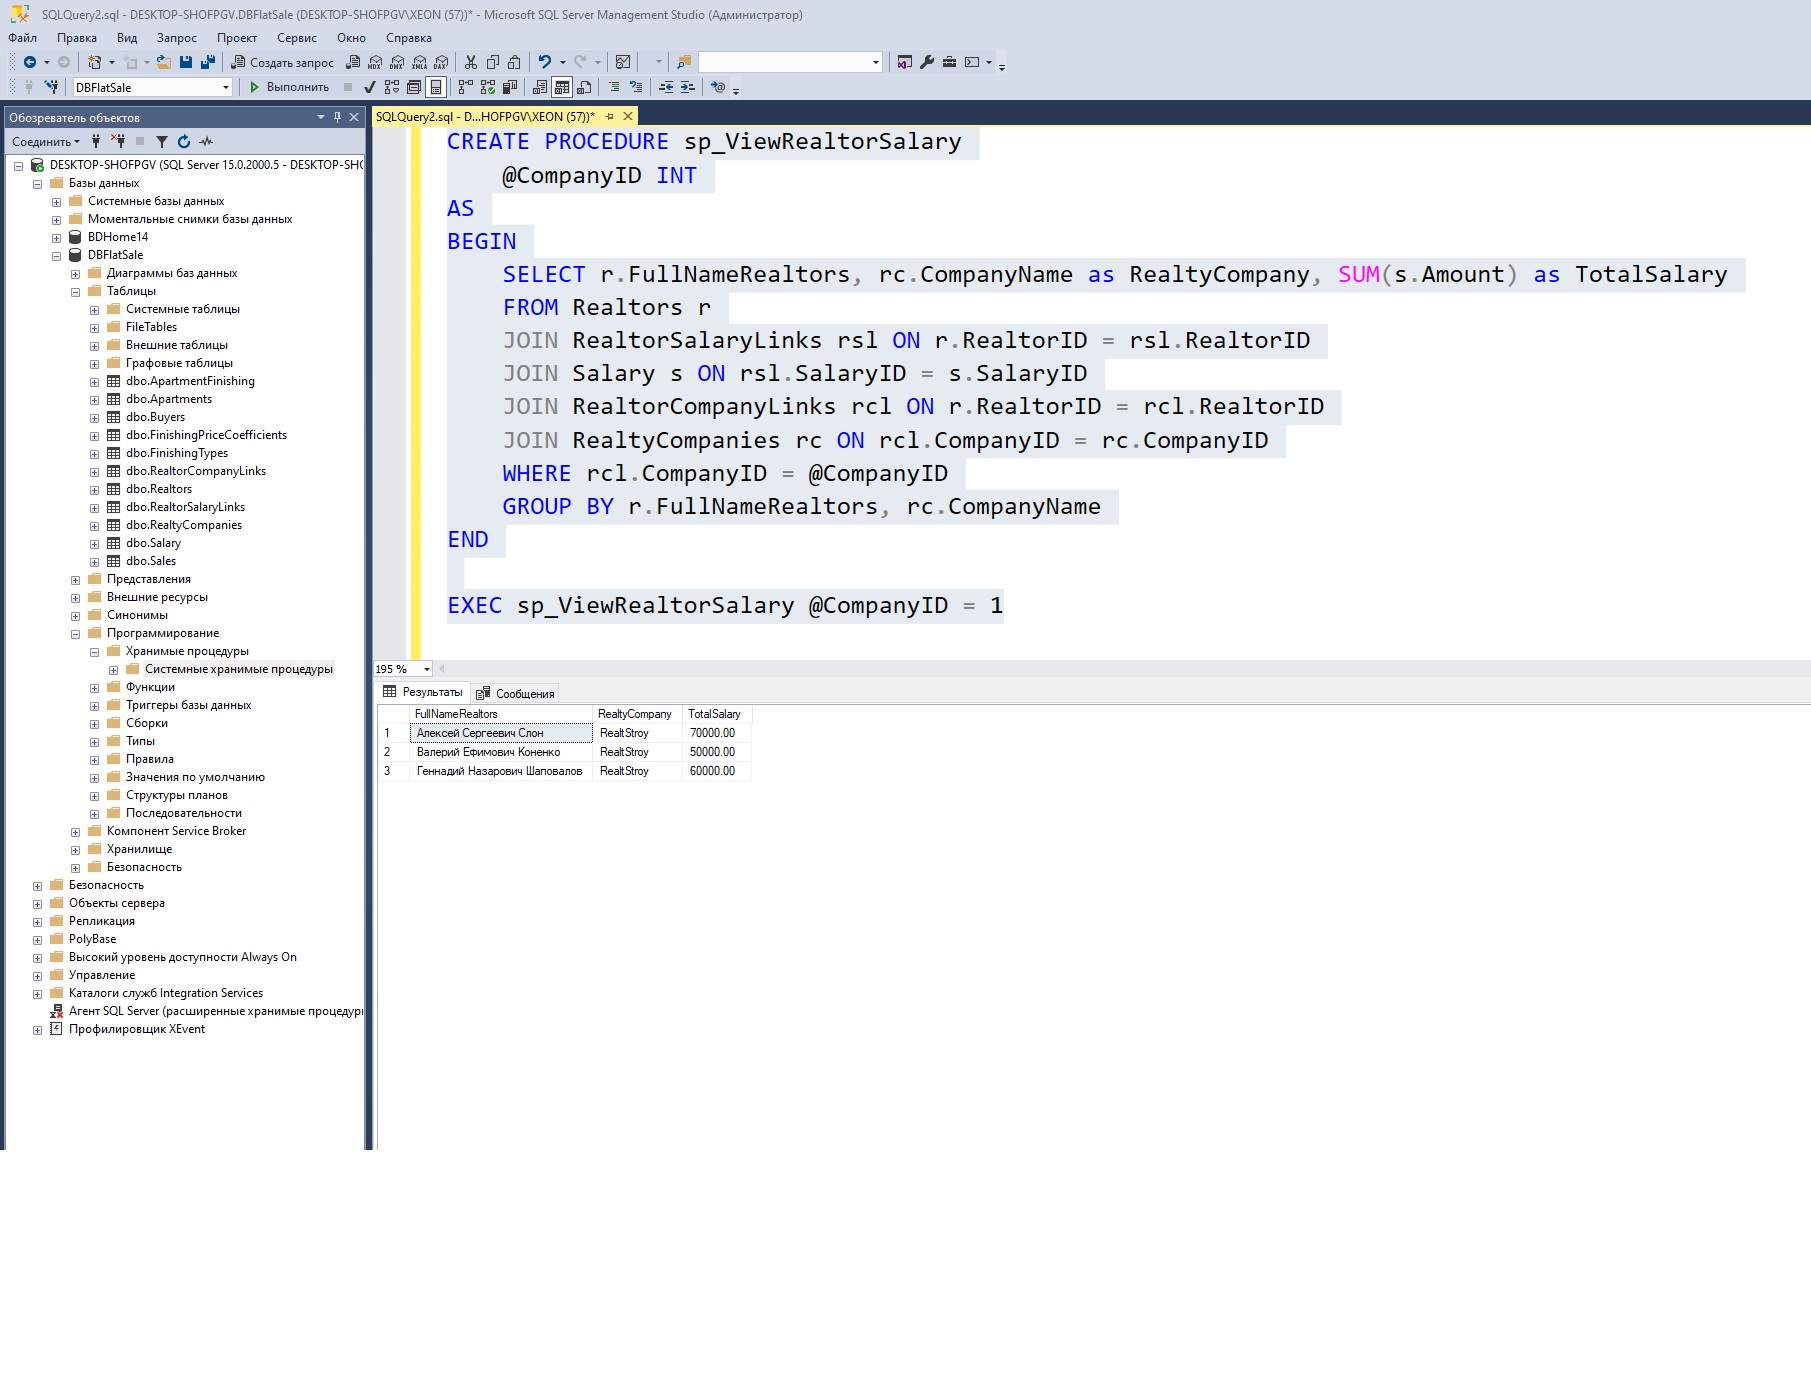 SQLQuery2.sql - DESKTOP-SHOFPGV.DBFlatSale (DESKTOP-SHOFPGV\XEON (57))* - Microsoft SQL Server Management Studio (Администратор)
Файл Правка Вид Запрос Проект Сервис Окно Справка
Создать запрос MDX DMX XMLA DAX
DBFlatSale Выполнить
Обозреватель объектов
Соединить
DESKTOP-SHOFPGV (SQL Server 15.0.2000.5 - DESKTOP-SHO
Базы данных
Системные базы данных
Моментальные снимки базы данных
BDHome14
DBFlatSale
Диаграммы баз данных
Таблицы
Системные таблицы
FileTables
Внешние таблицы
Графовые таблицы
dbo.ApartmentFinishing
dbo.Apartments
dbo.Buyers
dbo.FinishingPriceCoefficients
dbo.FinishingTypes
dbo.RealtorCompanyLinks
dbo.Realtors
dbo.RealtorSalaryLinks
dbo.RealtyCompanies
dbo.Salary
dbo.Sales
Представления
Внешние ресурсы
Синонимы
Программирование
Хранимые процедуры
Системные хранимые процедуры
Функции
Триггеры базы данных
Сборки
Типы
Правила
Значения по умолчанию
Структуры планов
Последовательности
Компонент Service Broker
Хранилище
Безопасность
Безопасность
Объекты сервера
Репликация
PolyBase
Высокий уровень доступности Always On
Управление
Каталоги служб Integration Services
Агент SQL Server (расширенные хранимые процедур
Профилировщик XEvent
SQLQuery2.sql - D...HOFPGV\XEON (57))*
CREATE PROCEDURE sp_ViewRealtorSalary
@CompanyID INT
AS
BEGIN
SELECT r.FullNameRealtors, rc.CompanyName as RealtyCompany, SUM(s.Amount) as TotalSalary
FROM Realtors r
JOIN RealtorSalaryLinks rsl ON r.RealtorID = rsl.RealtorID
JOIN Salary s ON rsl.SalaryID = s.SalaryID
JOIN RealtorCompanyLinks rcl ON r.RealtorID = rcl.RealtorID
JOIN RealtyCompanies rc ON rcl.CompanyID = rc.CompanyID
WHERE rcl.CompanyID = @CompanyID
GROUP BY r.FullNameRealtors, rc.CompanyName
END
EXEC sp_ViewRealtorSalary @CompanyID = 1
195 %
Результаты Сообщения
FullNameRealtors RealtyCompany TotalSalary
1 Алексей Сергеевич Слон RealtStroy 70000.00
2 Валерий Ефимович Коненко RealtStroy 50000.00
3 Геннадий Назарович Шаповалов RealtStroy 60000.00